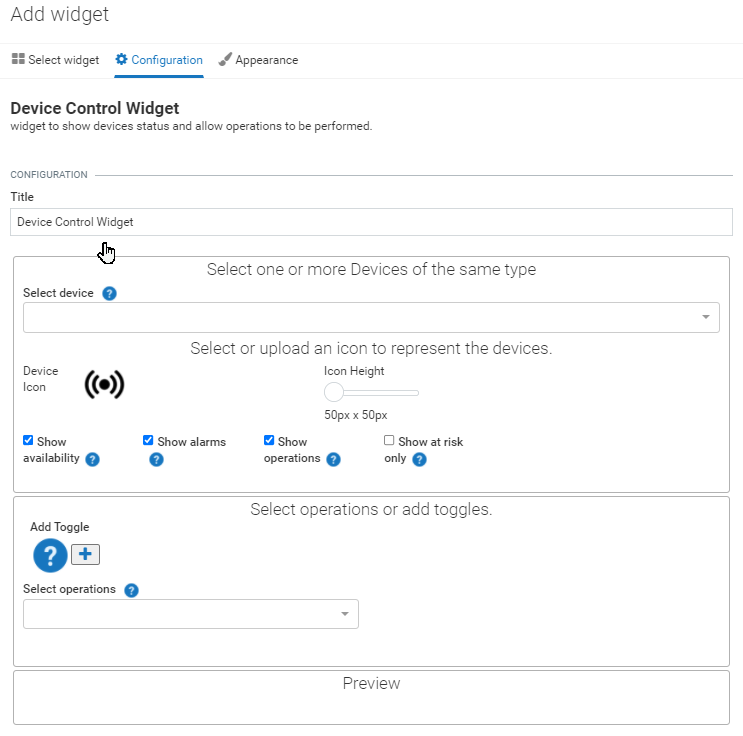 Add widget
Select widget Configuration Appearance
Device Control Widget
widget to show devices status and allow operations to be performed.
CONFIGURATION
Title
Device Control Widget
Select one or more Devices of the same type
Select device ?
Select or upload an icon to represent the devices.
Device Icon
Icon Height
50px x 50px
Show availability ?
Show alarms ?
Show operations ?
Show at risk only ?
Select operations or add toggles.
Add Toggle
? +
Select operations ?
Preview